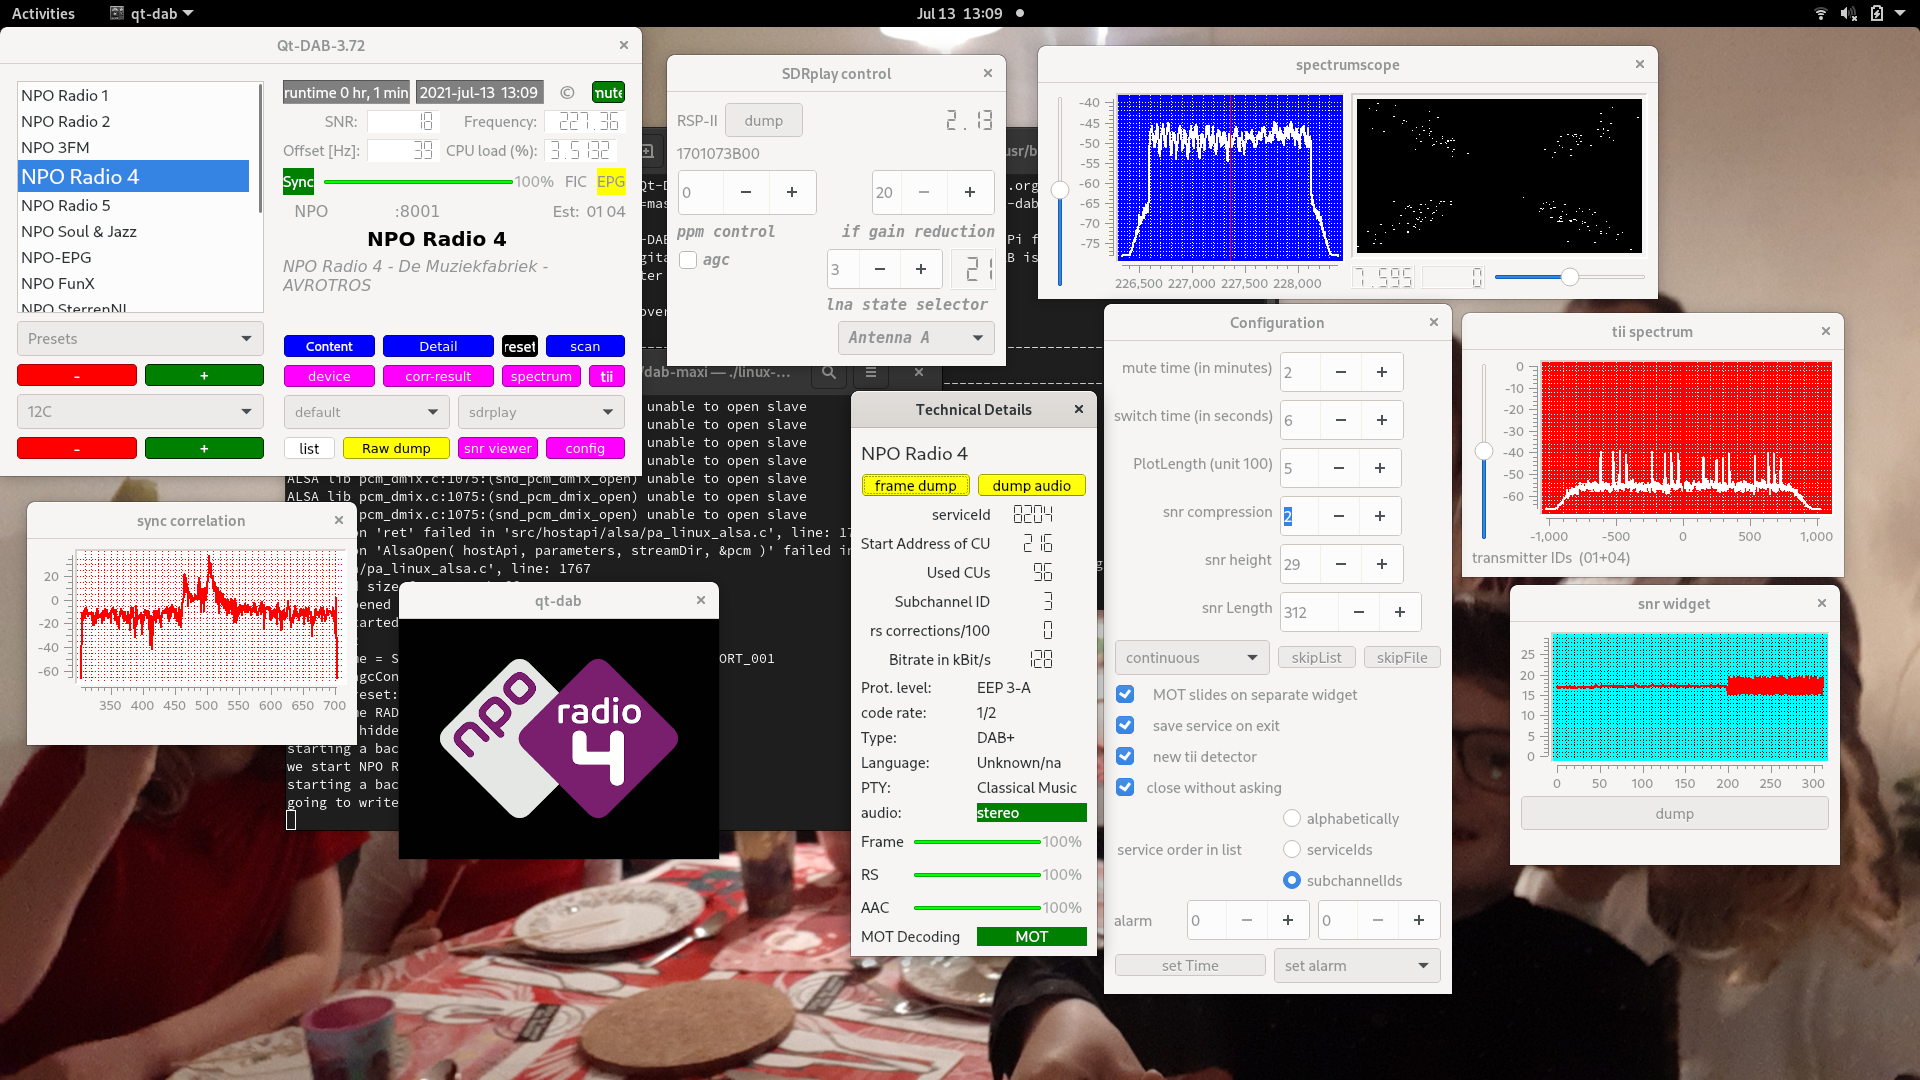 Activities
qt-dab
Jul 13 13:09
Qt-DAB-3.72
NPO Radio 1
NPO Radio 2
NPO 3FM
NPO Radio 4
NPO Radio 5
NPO Soul & Jazz
NPO-EPG
NPO FunX
NPO SterrenNL
Presets
-
+
12C
-
+
runtime 0 hr, 1 min
2021-jul-13 13:09
©
mute
SNR:
18
Frequency:
227.36
Offset [Hz]:
39
CPU load (%):
3.5132
Sync
100%
FIC
EPG
NPO
:8001
Est: 01 04
NPO Radio 4
NPO Radio 4 - De Muziekfabriek -
AVROTROS
Content
Detail
reset
scan
device
corr-result
spectrum
tii
default
sdrplay
list
Raw dump
snr viewer
config
SDRplay control
RSP-II
dump
2.13
1701073B00
0
-
+
20
-
+
ppm control
if gain reduction
agc
3
-
+
21
lna state selector
Antenna A
spectrumscope
-40
-45
-50
-55
-60
-65
-70
-75
226,500 227,000 227,500 228,000
7.595
0
/dab-maxi — ./linux-...
unable to open slave
unable to open slave
unable to open slave
unable to open slave
ALSA lib pcm_dmix.c:1075:(snd_pcm_dmix_open) unable to open slave
ALSA lib pcm_dmix.c:1075:(snd_pcm_dmix_open) unable to open slave
ALSA lib pcm_dmix.c:1075:(snd_pcm_dmix_open) unable to open slave
on 'ret' failed in 'src/hostapi/alsa/pa_linux_alsa.c', line: 17
on 'AlsaOpen( hostApi, parameters, streamDir, &pcm )' failed in
/pa_linux_alsa.c', line: 1767
ORT_001
starting a bac
we start NPO R
starting a bac
going to write
sync correlation
20
0
-20
-40
-60
350 400 450 500 550 600 650 700
qt-dab
npo
radio
4
Technical Details
NPO Radio 4
frame dump
dump audio
serviceId
8204
Start Address of CU
216
Used CUs
96
Subchannel ID
3
rs corrections/100
0
Bitrate in kBit/s
128
Prot. level:
EEP 3-A
code rate:
1/2
Type:
DAB+
Language:
Unknown/na
PTY:
Classical Music
audio:
stereo
Frame
100%
RS
100%
AAC
100%
MOT Decoding
MOT
Configuration
mute time (in minutes)
2
-
+
switch time (in seconds)
6
-
+
PlotLength (unit 100)
5
-
+
snr compression
2
-
+
snr height
29
-
+
snr Length
312
-
+
continuous
skipList
skipFile
MOT slides on separate widget
save service on exit
new tii detector
close without asking
alphabetically
service order in list
serviceIds
subchannelIds
alarm
0
-
+
0
-
+
set Time
set alarm
tii spectrum
0
-10
-20
-30
-40
-50
-60
-1,000 -500 0 500 1,000
transmitter IDs (01+04)
snr widget
25
20
15
10
5
0
0 50 100 150 200 250 300
dump